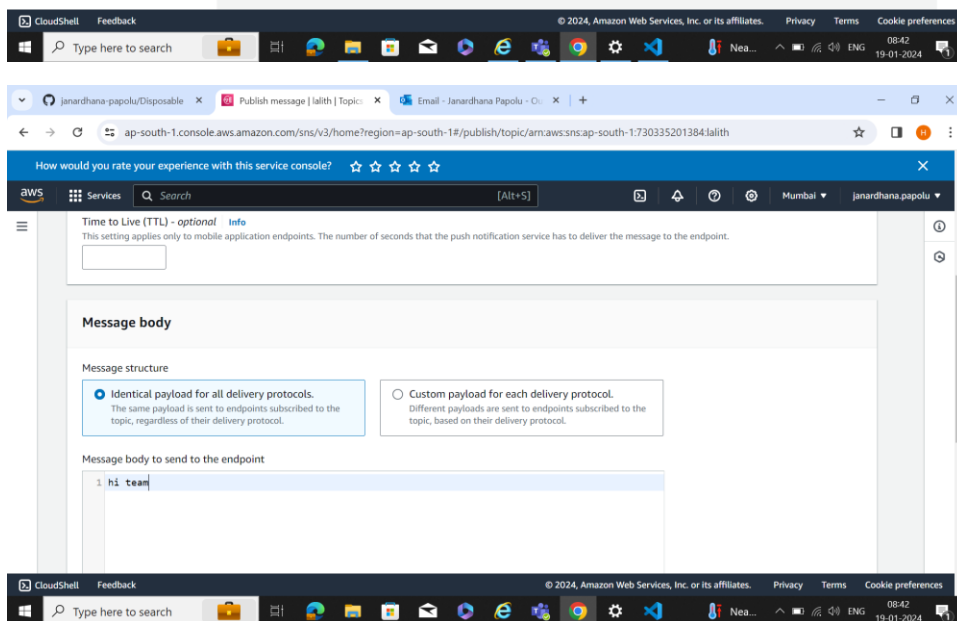 CloudShell Feedback © 2024, Amazon Web Services, Inc. or its affiliates. Privacy Terms Cookie preferences
Type here to search Nea... ENG 08:42
19-01-2024
janardhana-papolu/Disposable Publish message | lalith | Topics Email - Janardhana Papolu - Ou
ap-south-1.console.aws.amazon.com/sns/v3/home?region=ap-south-1#/publish/topic/arn:aws:sns:ap-south-1:730335201384:lalith
How would you rate your experience with this service console?
aws Services Search [Alt+S] Mumbai janardhana.papolu
Time to Live (TTL) - optional Info
This setting applies only to mobile application endpoints. The number of seconds that the push notification service has to deliver the message to the endpoint.
Message body
Message structure
Identical payload for all delivery protocols.
The same payload is sent to endpoints subscribed to the
topic, regardless of their delivery protocol.
Custom payload for each delivery protocol.
Different payloads are sent to endpoints subscribed to the
topic, based on their delivery protocol.
Message body to send to the endpoint
1 hi team
CloudShell Feedback © 2024, Amazon Web Services, Inc. or its affiliates. Privacy Terms Cookie preferences
Type here to search Nea... ENG 08:42
19-01-2024